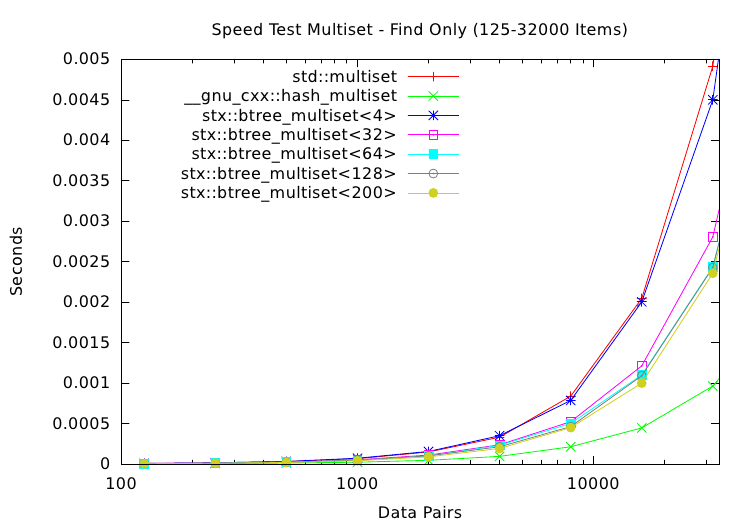 Speed Test Multiset - Find Only (125-32000 Items)
0.005
0.0045
0.004
0.0035
0.003
0.0025
0.002
0.0015
0.001
0.0005
0
Seconds
std::multiset
__gnu_cxx::hash_multiset
stx::btree_multiset<4>
stx::btree_multiset<32>
stx::btree_multiset<64>
stx::btree_multiset<128>
stx::btree_multiset<200>
100
1000
10000
Data Pairs